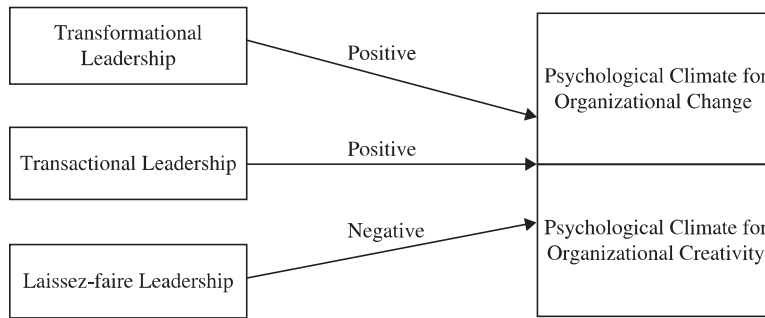 Transformational
Leadership
Positive
Psychological Climate for
Organizational Change
Transactional Leadership
Positive
Negative
Psychological Climate for
Organizational Creativity
Laissez-faire Leadership